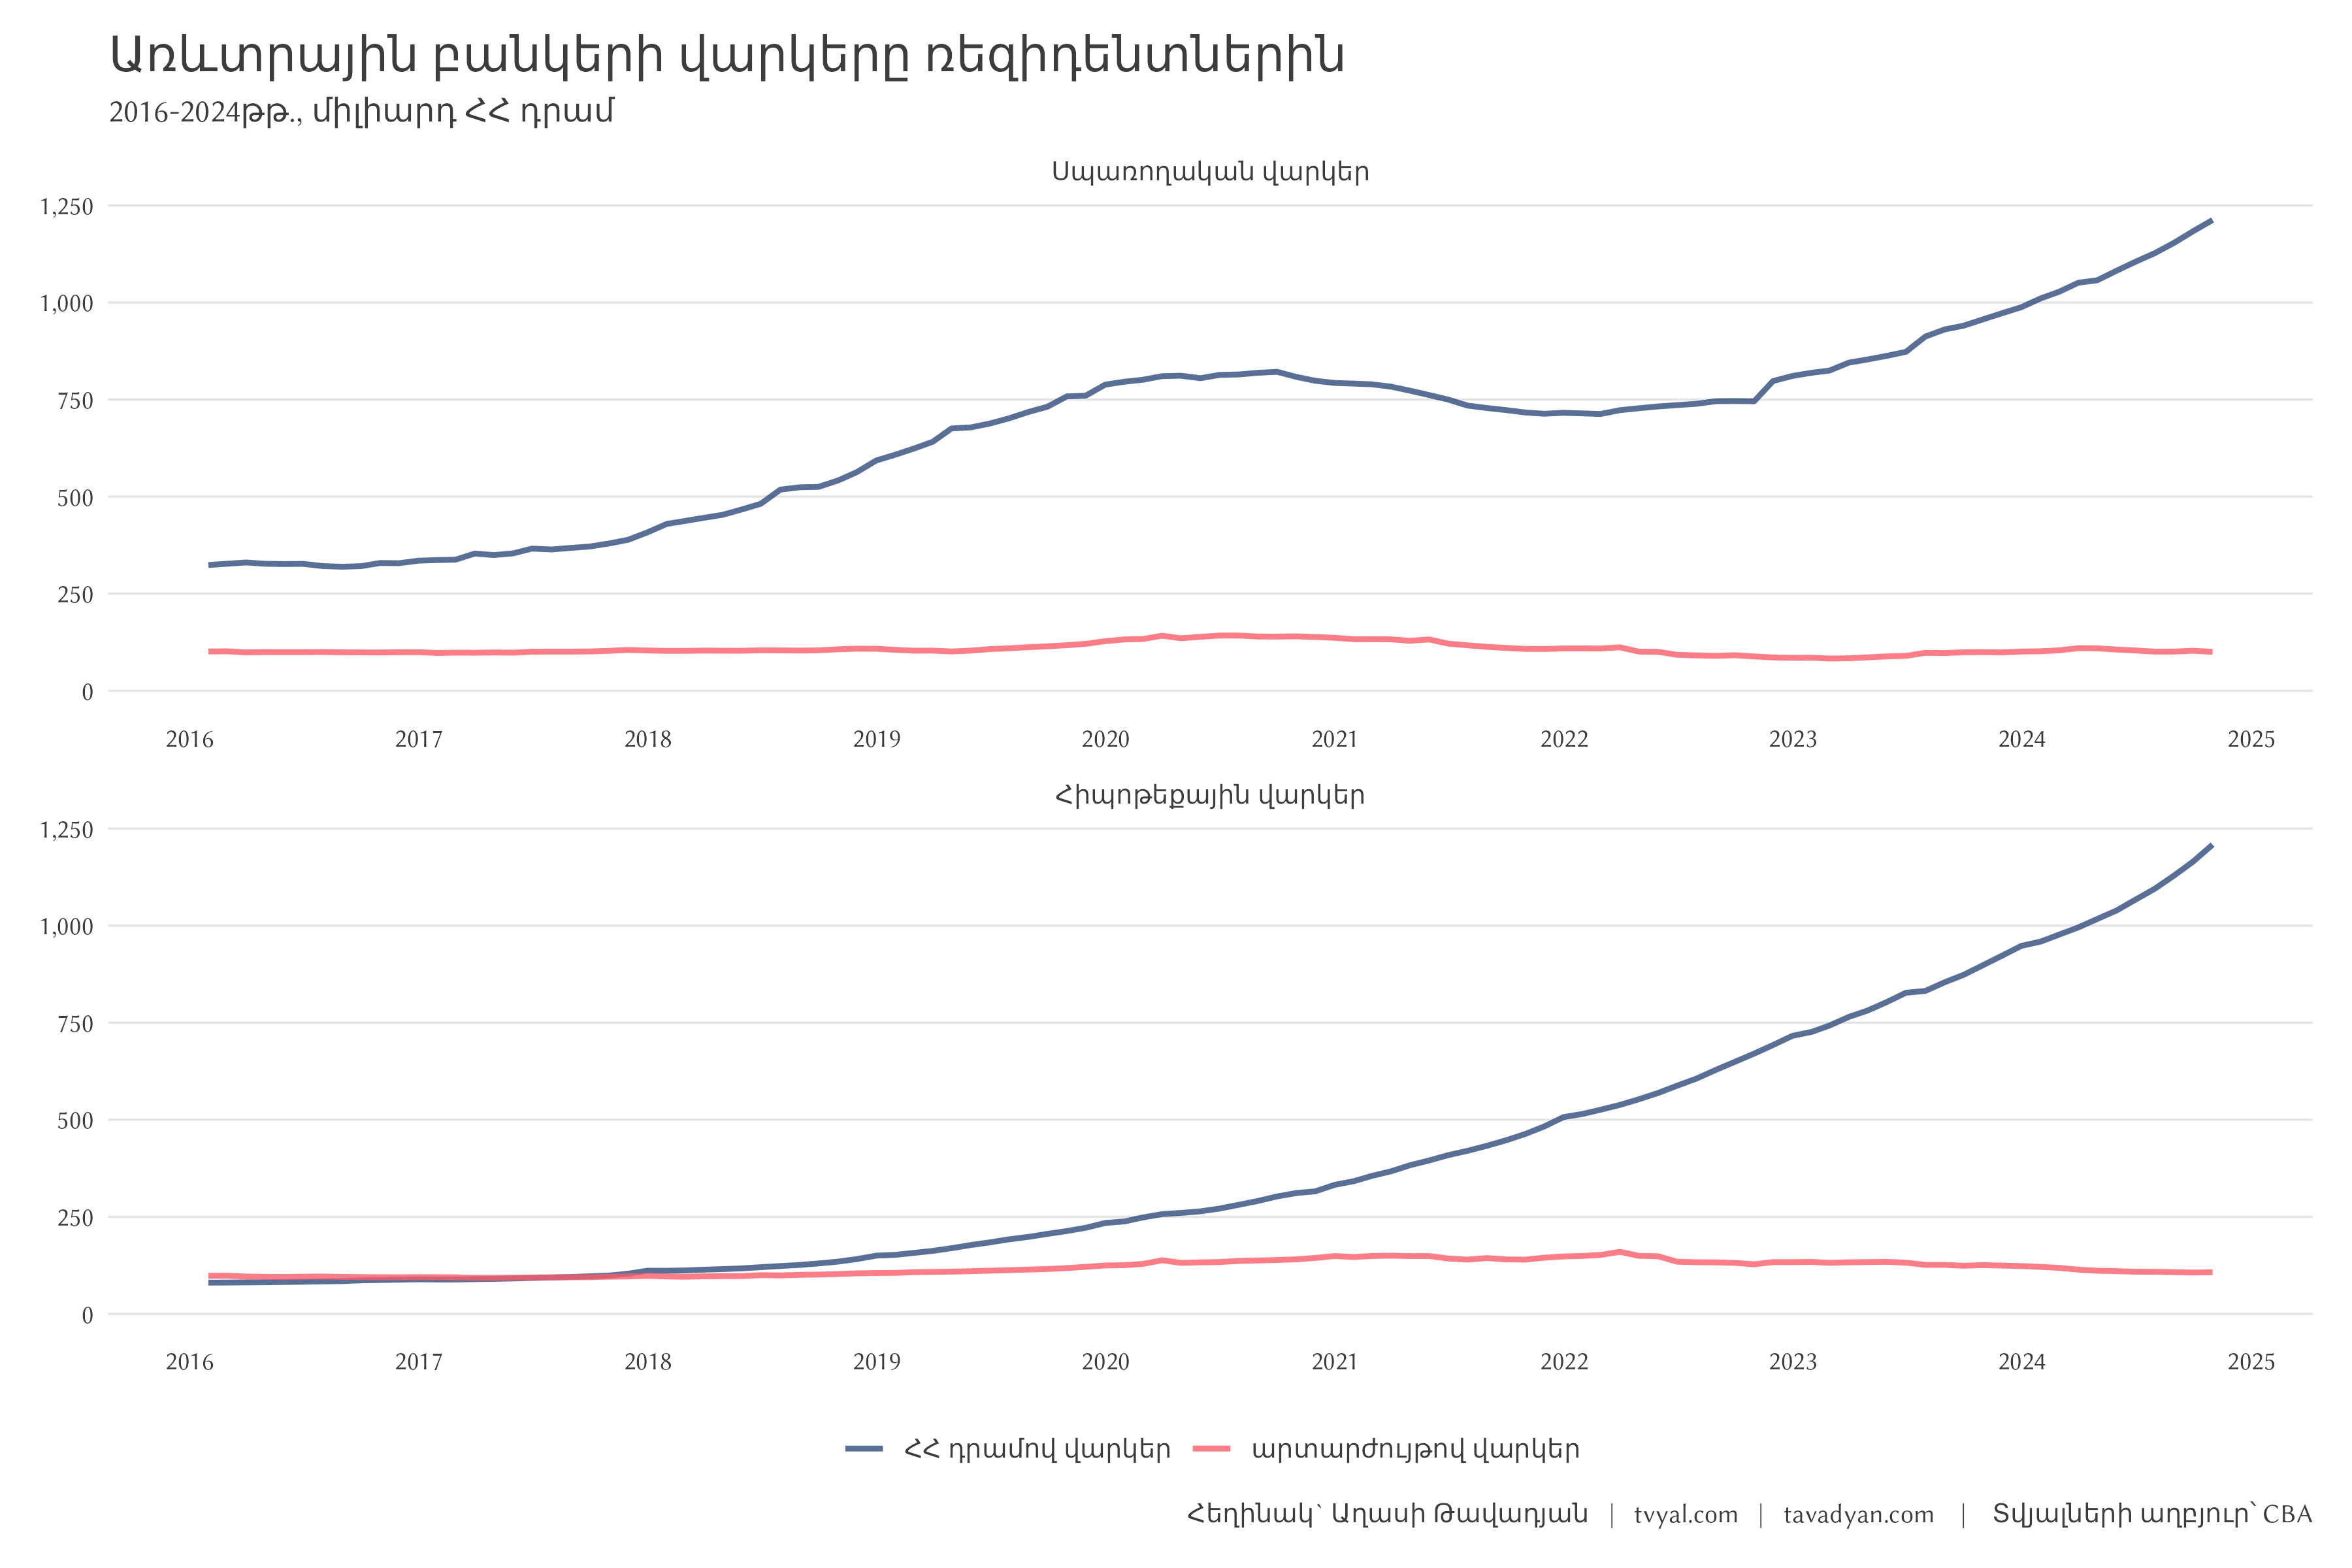 Առևտրային բանկերի վարկերը ռեզիդենտներին
2016-2024թթ., միլիարդ ՀՀ դրամ
Սպառողական վարկեր
1,250
1,000
750
500
250
0
2016 2017 2018 2019 2020 2021 2022 2023 2024 2025
Հիպոթեքային վարկեր
1,250
1,000
750
500
250
0
2016 2017 2018 2019 2020 2021 2022 2023 2024 2025
ՀՀ դրամով վարկեր արտարժույթով վարկեր
Հեղինակ՝ Աղասի Թավադյան | tvyal.com | tavadyan.com | Տվյալների աղբյուր՝ CBA